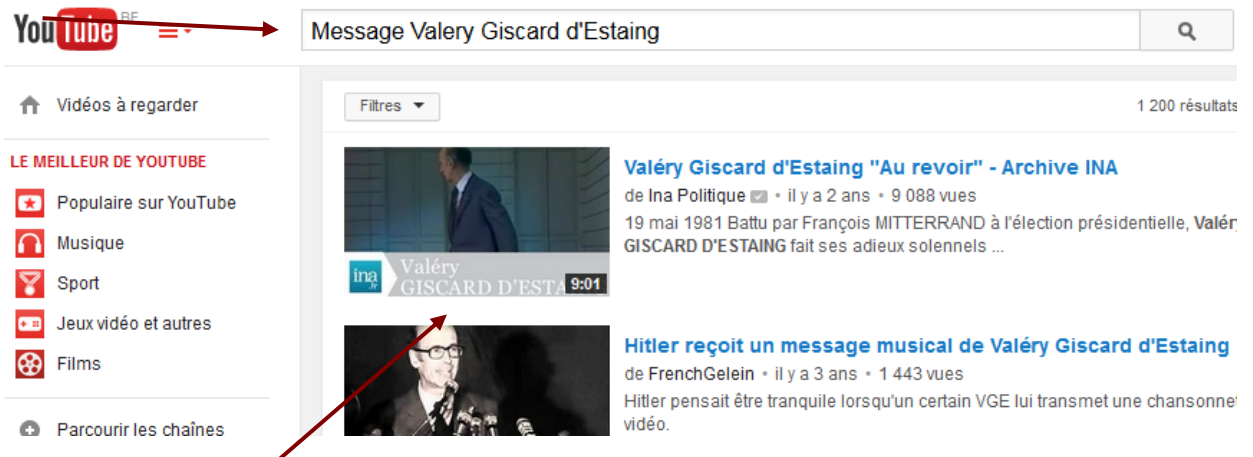 YouTube BE
Message Valery Giscard d'Estaing
Vidéos à regarder
LE MEILLEUR DE YOUTUBE
Populaire sur YouTube
Musique
Sport
Jeux vidéo et autres
Films
Parcourir les chaînes
Filtres
1 200 résultats
ina.fr
Valéry
GISCARD D'ESTA
9:01
Valéry Giscard d'Estaing "Au revoir" - Archive INA
de Ina Politique • il y a 2 ans • 9 088 vues
19 mai 1981 Battu par François MITTERRAND à l'élection présidentielle, Valéry
GISCARD D'ESTAING fait ses adieux solennels ...
Hitler reçoit un message musical de Valéry Giscard d'Estaing
de FrenchGelein • il y a 3 ans • 1 443 vues
Hitler pensait être tranquile lorsqu'un certain VGE lui transmet une chansonnet
vidéo.